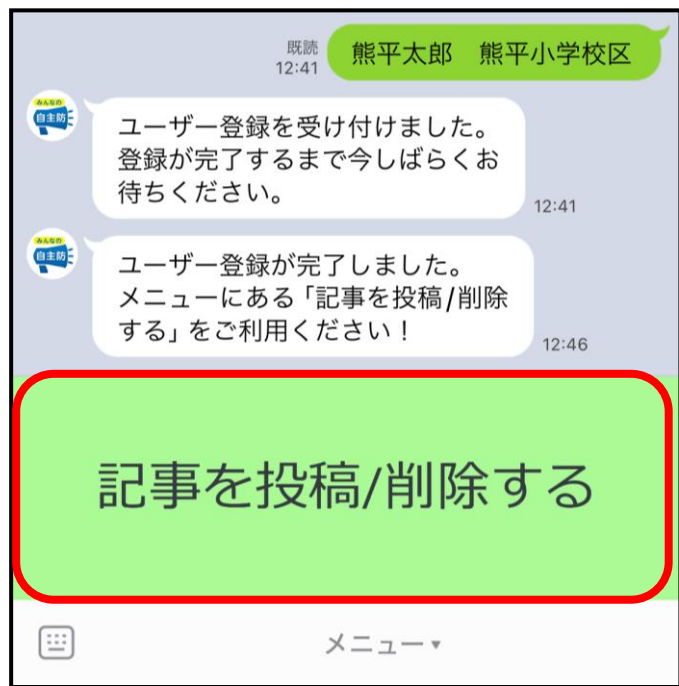 既読
12:41
熊平太郎　熊平小学校区
みんなの
自主防
ユーザー登録を受け付けました。
登録が完了するまで今しばらくお
待ちください。
12:41
みんなの
自主防
ユーザー登録が完了しました。
メニューにある「記事を投稿/削除
する」をご利用ください！
12:46
記事を投稿/削除する
メニュー▼